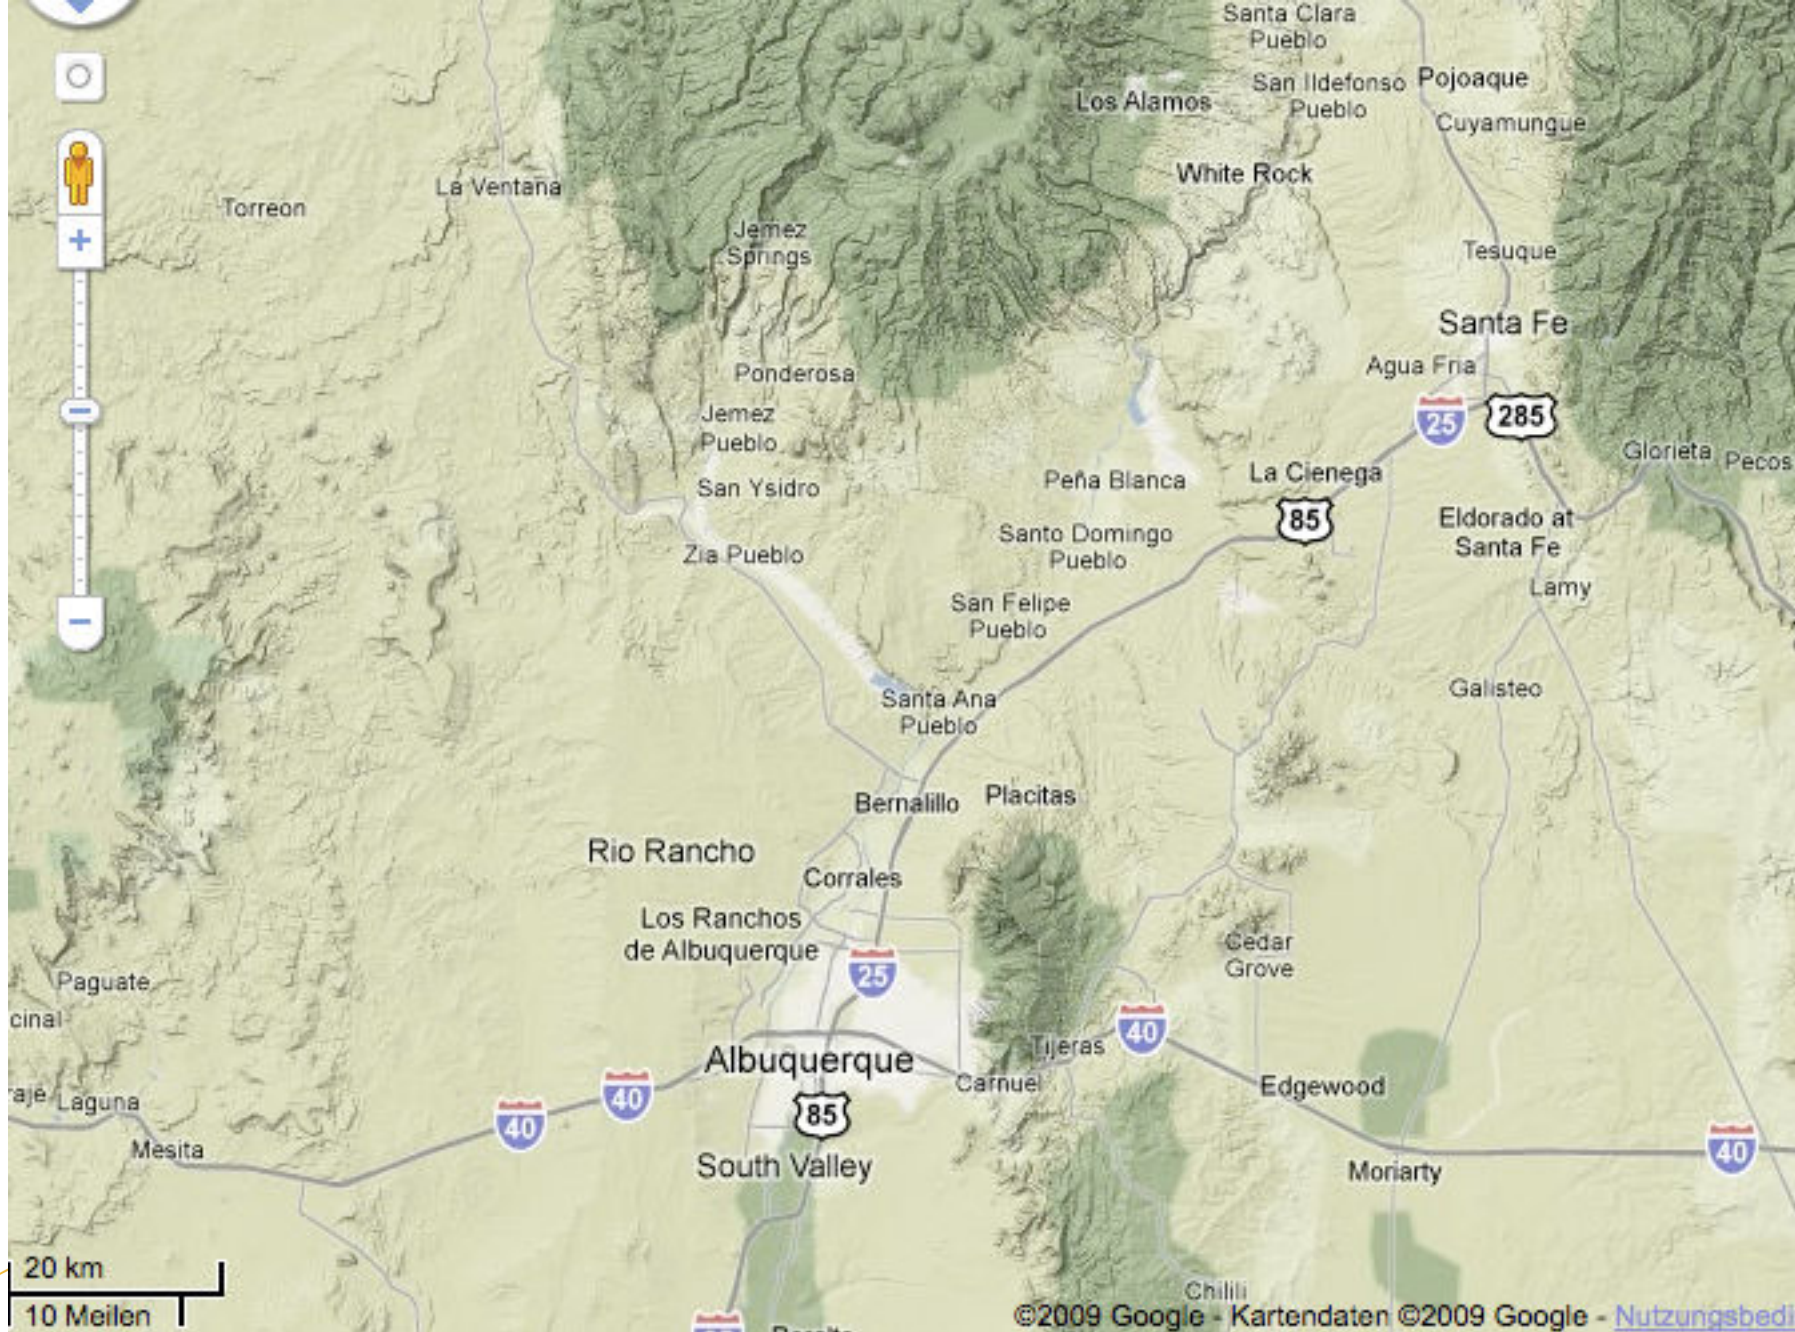 Santa Clara
Pueblo
Los Alamos
San Ildefonso
Pueblo
Pojoaque
Cuyamungue
White Rock
La Ventana
Torreon
Jemez
Springs
Tesuque
Santa Fe
Agua Fria
Ponderosa
Jemez
Pueblo
25
285
Glorieta
Pecos
San Ysidro
Peña Blanca
La Cienega
85
Santo Domingo
Pueblo
Eldorado at
Santa Fe
Zia Pueblo
Lamy
San Felipe
Pueblo
Galisteo
Santa Ana
Pueblo
Bernalillo
Placitas
Rio Rancho
Corrales
Los Ranchos
de Albuquerque
25
Cedar
Grove
Paguate
cinal
40
Tijeras
Albuquerque
Carnuel
Edgewood
raje
Laguna
40
40
85
Mesita
South Valley
40
Moriarty
20 km
10 Meilen
Chilili
©2009 Google - Kartendaten ©2009 Google - Nutzungsbedi